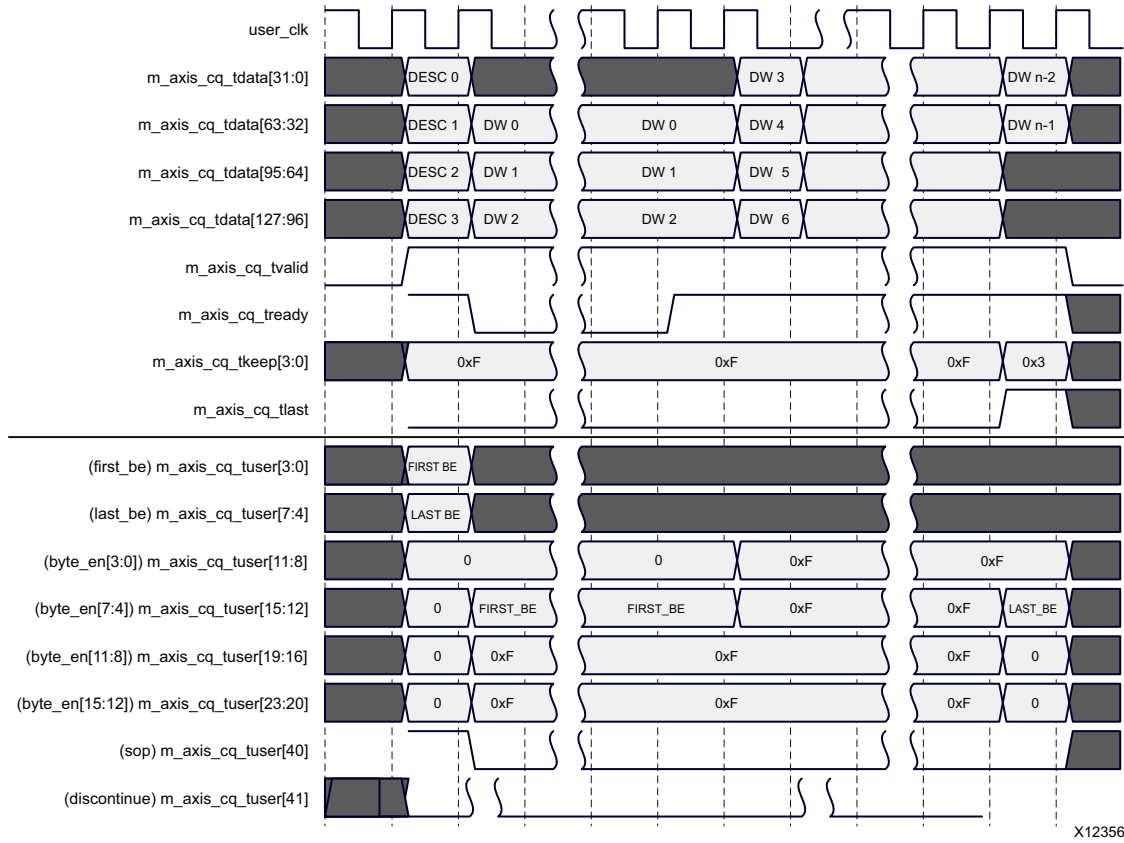 user_clk
m_axis_cq_tdata[31:0] DESC 0 DW 3 DW n-2
m_axis_cq_tdata[63:32] DESC 1 DW 0 DW 0 DW 4 DW n-1
m_axis_cq_tdata[95:64] DESC 2 DW 1 DW 1 DW 5
m_axis_cq_tdata[127:96] DESC 3 DW 2 DW 2 DW 6
m_axis_cq_tvalid
m_axis_cq_tready
m_axis_cq_tkeep[3:0] 0xF 0xF 0xF 0x3
m_axis_cq_tlast
(first_be) m_axis_cq_tuser[3:0] FIRST BE
(last_be) m_axis_cq_tuser[7:4] LAST BE
(byte_en[3:0]) m_axis_cq_tuser[11:8] 0 0 0xF 0xF
(byte_en[7:4]) m_axis_cq_tuser[15:12] 0 FIRST_BE FIRST_BE 0xF 0xF LAST_BE
(byte_en[11:8]) m_axis_cq_tuser[19:16] 0 0xF 0xF 0xF 0
(byte_en[15:12]) m_axis_cq_tuser[23:20] 0 0xF 0xF 0xF 0
(sop) m_axis_cq_tuser[40]
(discontinue) m_axis_cq_tuser[41]
X12356